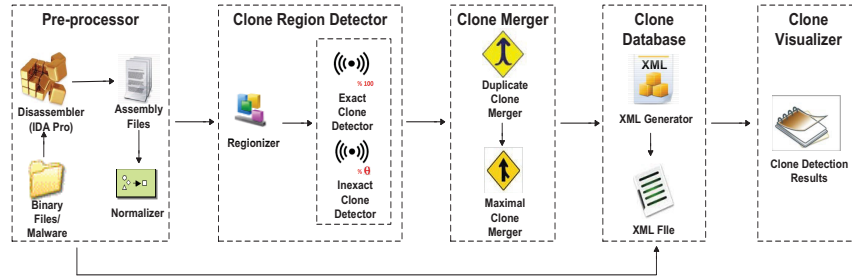 Pre-processor
Disassembler
(IDA Pro)
Assembly
Files
Binary
Files/
Malware
Normalizer
Clone Region Detector
Regionizer
% 100
Exact
Clone
Detector
% θ
Inexact
Clone
Detector
Clone Merger
Duplicate
Clone
Merger
Maximal
Clone
Merger
Clone
Database
XML
XML Generator
XML FIle
Clone
Visualizer
Clone Detection
Results